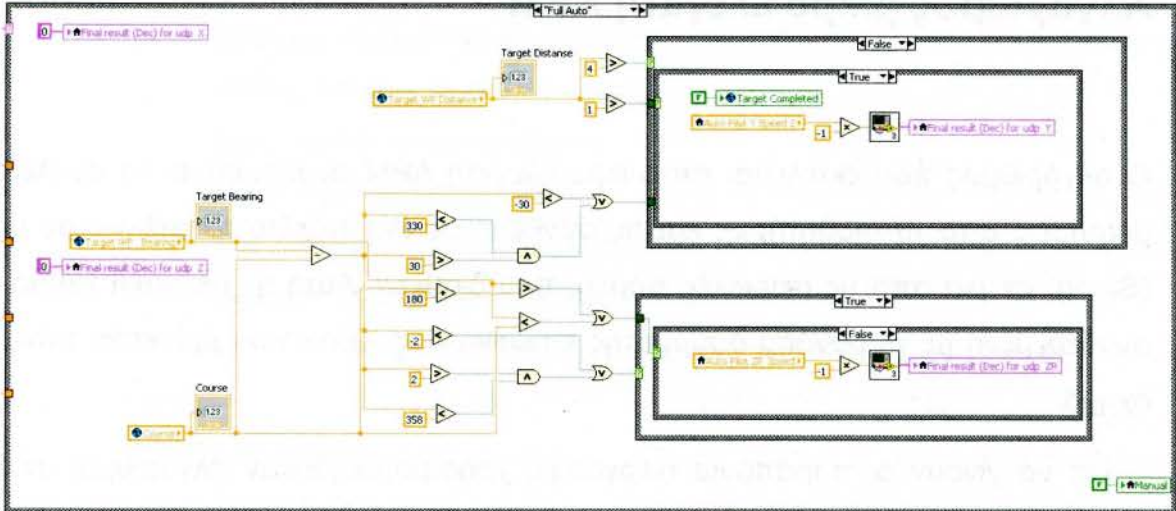 "Full Auto"
0 Final result (Dec) for udp X
False
Target Distanse
True
4
Target WP Distance
1
Target Completed
Auto Pilot Y Speed 2
-1
Final result (Dec) for udp Y
Target Bearing
-30
330
Target WP Bearing
30
0 Final result (Dec) for udp Z
180
True
-2
False
Auto Pilot ZR Speed
-1
Final result (Dec) for udp ZR
2
Course
358
Course
F Manual